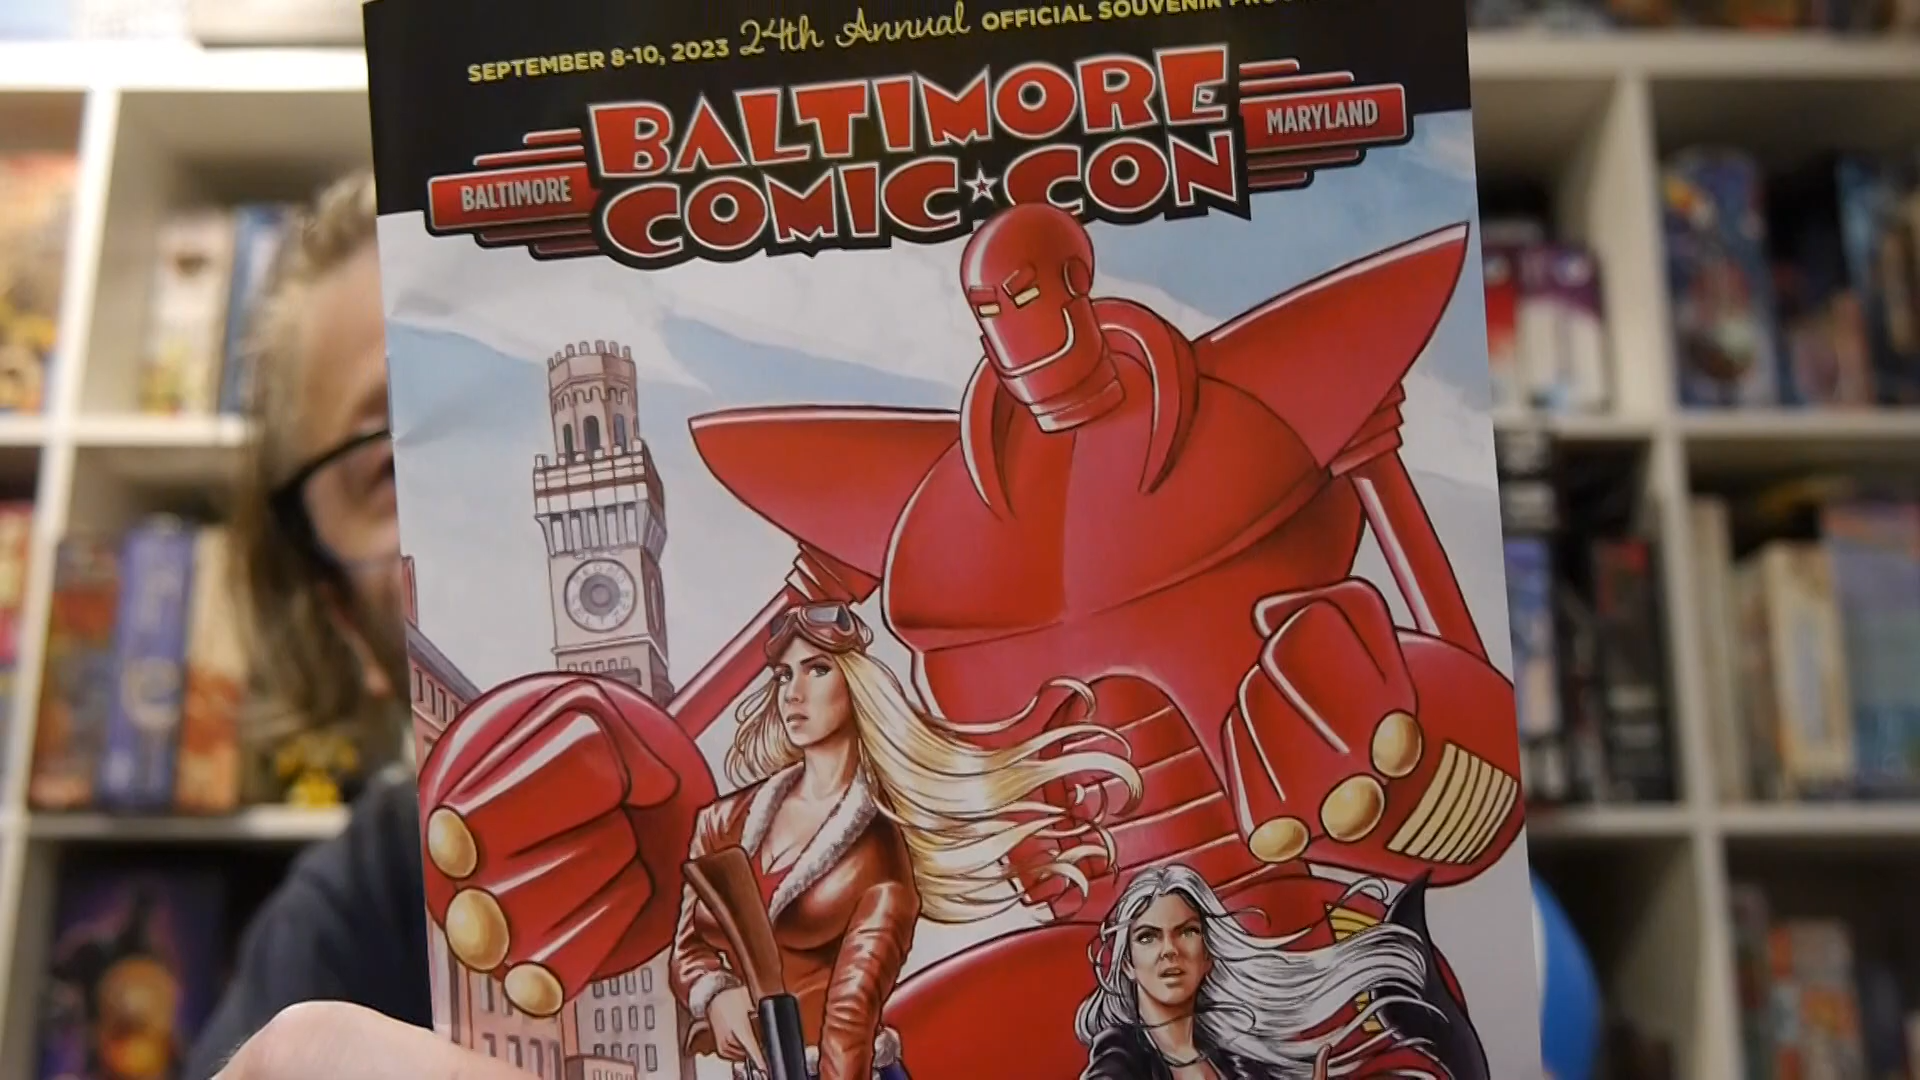 SEPTEMBER 8-10, 2023 24th Annual OFFICIAL SOUVENIR
BALTIMORE
COMIC CON
BALTIMORE
MARYLAND